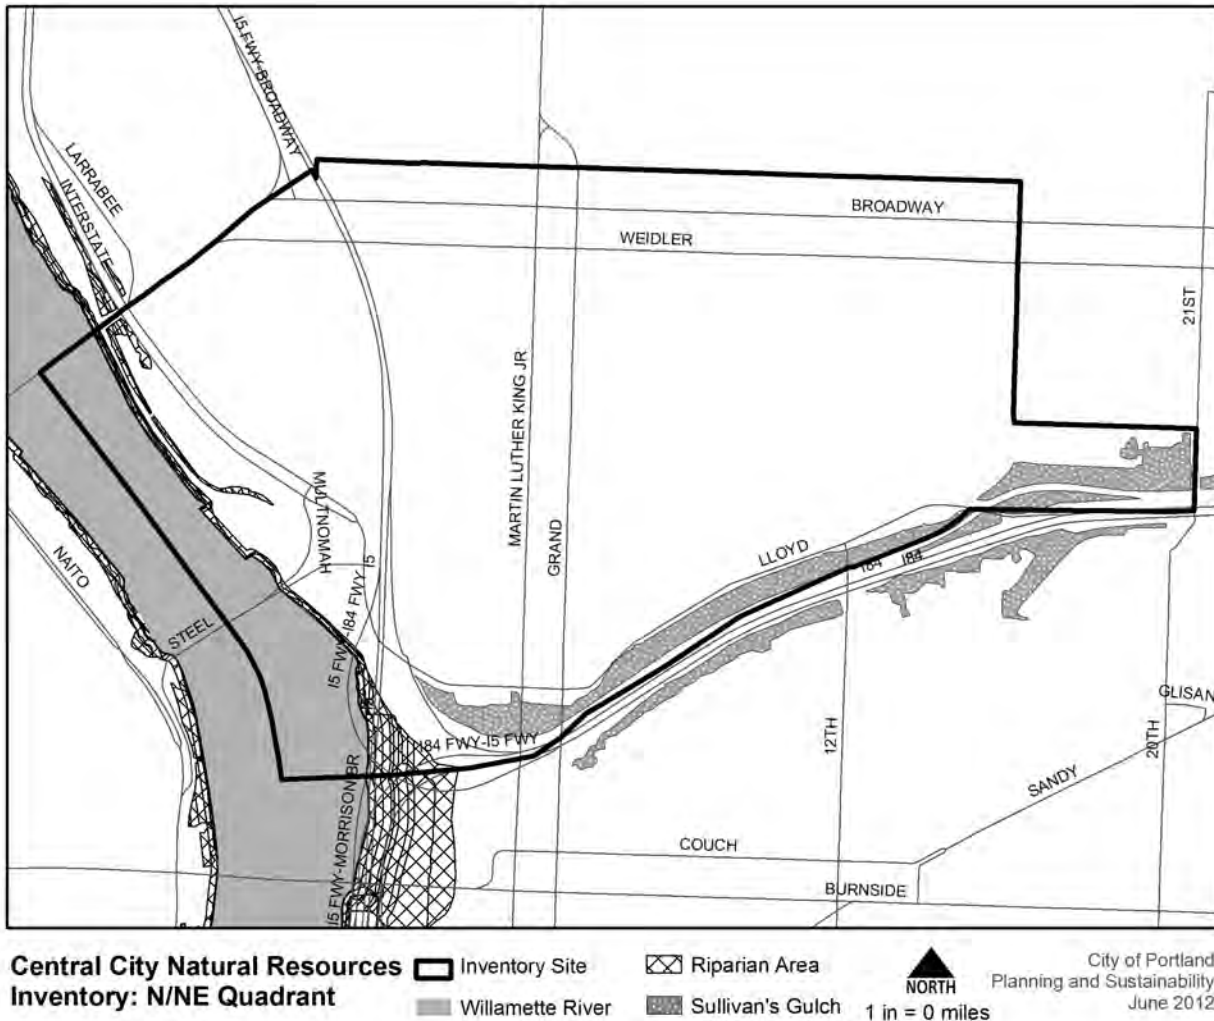 I5 FWY-BROADWAY
LARRABEE
INTERSTATE
BROADWAY
WEIDLER
21ST
MARTIN LUTHER KING JR
GRAND
MULTNOMAH
I5
I5 FWY-I84 FWY
NAITO
STEEL
LLOYD
I84
I84
I84 FWY-I5 FWY
12TH
20TH
GLISAN
SANDY
COUCH
BURNSIDE
I5 FWY-MORRISON BR
Central City Natural Resources
Inventory: N/NE Quadrant
Inventory Site
Willamette River
Riparian Area
Sullivan's Gulch
NORTH
1 in = 0 miles
City of Portland
Planning and Sustainability
June 2012